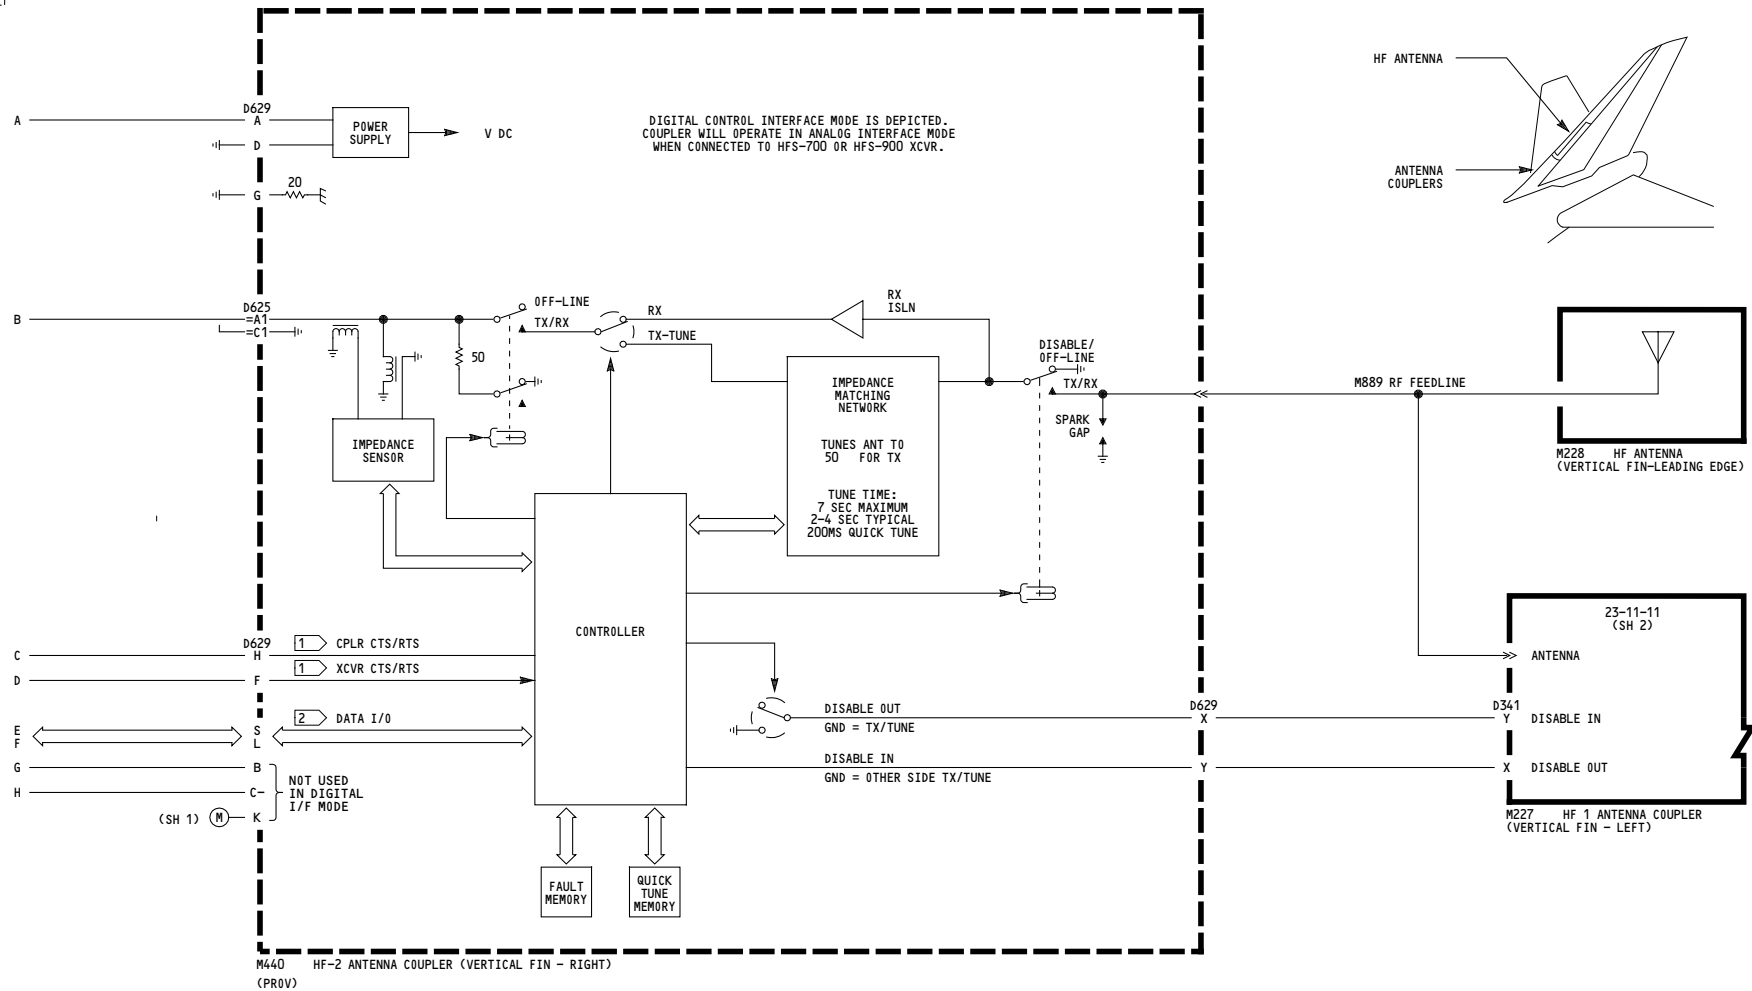 HF ANTENNA
ANTENNA
COUPLERS
A
D629
A
POWER
SUPPLY
V DC
D
G
20
DIGITAL CONTROL INTERFACE MODE IS DEPICTED.
COUPLER WILL OPERATE IN ANALOG INTERFACE MODE
WHEN CONNECTED TO HFS-700 OR HFS-900 XCVR.
B
D625
=A1
=C1
OFF-LINE
TX/RX
RX
TX-TUNE
RX
ISLN
50
IMPEDANCE
SENSOR
IMPEDANCE
MATCHING
NETWORK
TUNES ANT TO
50 FOR TX
TUNE TIME:
7 SEC MAXIMUM
2-4 SEC TYPICAL
200MS QUICK TUNE
DISABLE/
OFF-LINE
TX/RX
SPARK
GAP
M889 RF FEEDLINE
M228 HF ANTENNA
(VERTICAL FIN-LEADING EDGE)
CONTROLLER
C
D629
H
1 CPLR CTS/RTS
D
F
1 XCVR CTS/RTS
2 DATA I/O
E
F
S
L
G
B
H
C-
NOT USED
IN DIGITAL
I/F MODE
(SH 1) M K
DISABLE OUT
GND = TX/TUNE
DISABLE IN
GND = OTHER SIDE TX/TUNE
D629
X
Y
23-11-11
(SH 2)
ANTENNA
D341
Y DISABLE IN
X DISABLE OUT
M227 HF 1 ANTENNA COUPLER
(VERTICAL FIN - LEFT)
FAULT
MEMORY
QUICK
TUNE
MEMORY
M440 HF-2 ANTENNA COUPLER (VERTICAL FIN - RIGHT)
(PROV)